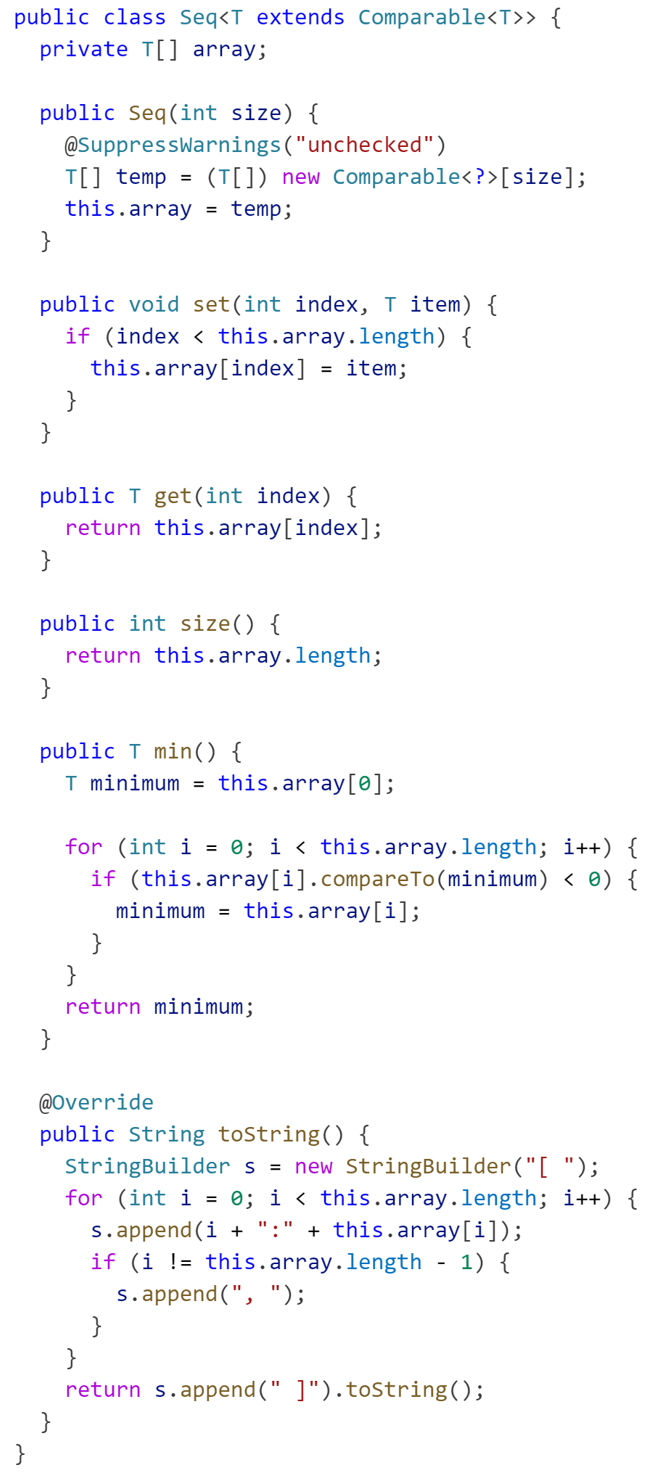 public class Seq<T extends Comparable<T>> {
  private T[] array;

  public Seq(int size) {
    @SuppressWarnings("unchecked")
    T[] temp = (T[]) new Comparable<?>[size];
    this.array = temp;
  }

  public void set(int index, T item) {
    if (index < this.array.length) {
      this.array[index] = item;
    }
  }

  public T get(int index) {
    return this.array[index];
  }

  public int size() {
    return this.array.length;
  }

  public T min() {
    T minimum = this.array[0];

    for (int i = 0; i < this.array.length; i++) {
      if (this.array[i].compareTo(minimum) < 0) {
        minimum = this.array[i];
      }
    }
    return minimum;
  }

  @Override
  public String toString() {
    StringBuilder s = new StringBuilder("[ ");
    for (int i = 0; i < this.array.length; i++) {
      s.append(i + ":" + this.array[i]);
      if (i != this.array.length - 1) {
        s.append(", ");
      }
    }
    return s.append(" ]").toString();
  }
}